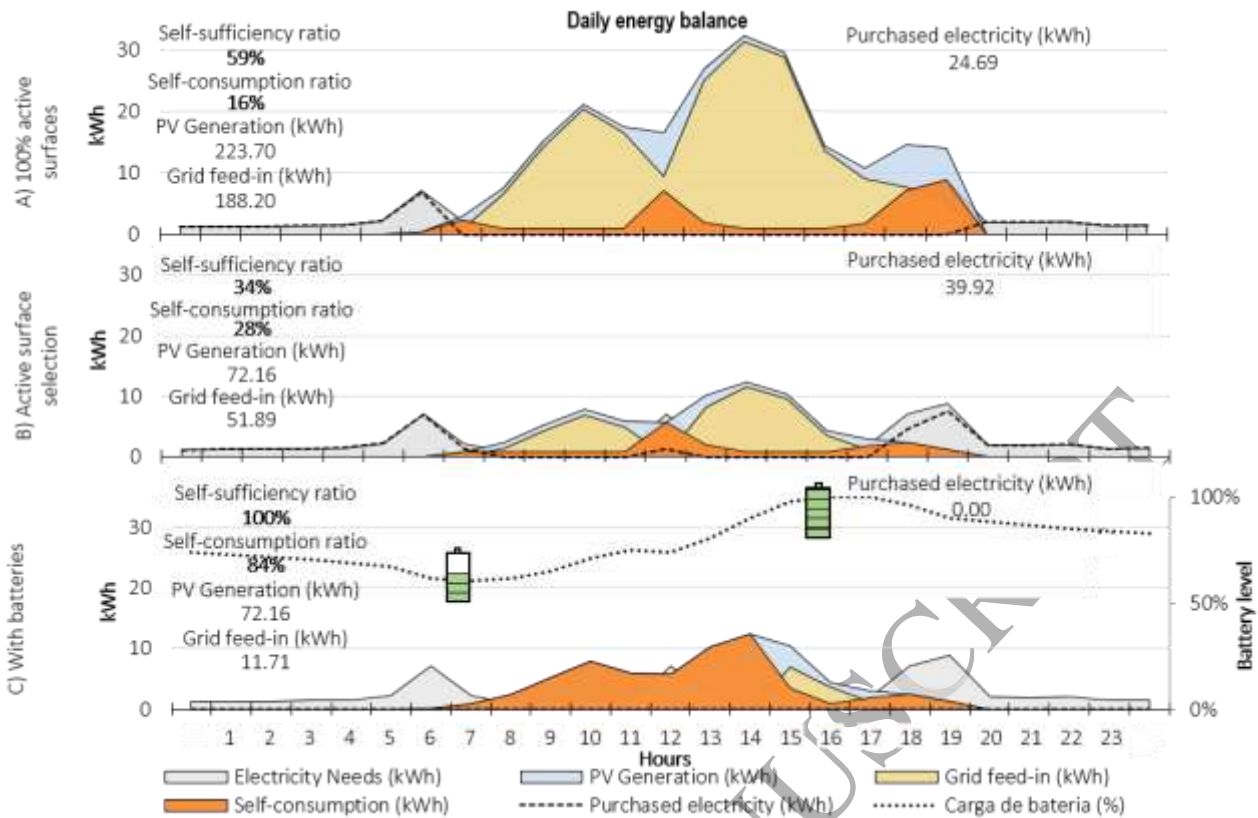 Daily energy balance
A) 100% active
surfaces
kWh
30
20
10
0
Self-sufficiency ratio
59%
Self-consumption ratio
16%
PV Generation (kWh)
223.70
Grid feed-in (kWh)
188.20
Purchased electricity (kWh)
24.69
B) Active surface
selection
kWh
30
20
10
0
Self-sufficiency ratio
34%
Self-consumption ratio
28%
PV Generation (kWh)
72.16
Grid feed-in (kWh)
51.89
Purchased electricity (kWh)
39.92
C) With batteries
kWh
30
20
10
0
Self-sufficiency ratio
100%
Self-consumption ratio
84%
PV Generation (kWh)
72.16
Grid feed-in (kWh)
11.71
Purchased electricity (kWh)
0.00
100%
50%
0%
Battery level
1 2 3 4 5 6 7 8 9 10 11 12 13 14 15 16 17 18 19 20 21 22 23
Hours
Electricity Needs (kWh) PV Generation (kWh) Grid feed-in (kWh)
Self-consumption (kWh) Purchased electricity (kWh) Carga de bateria (%)